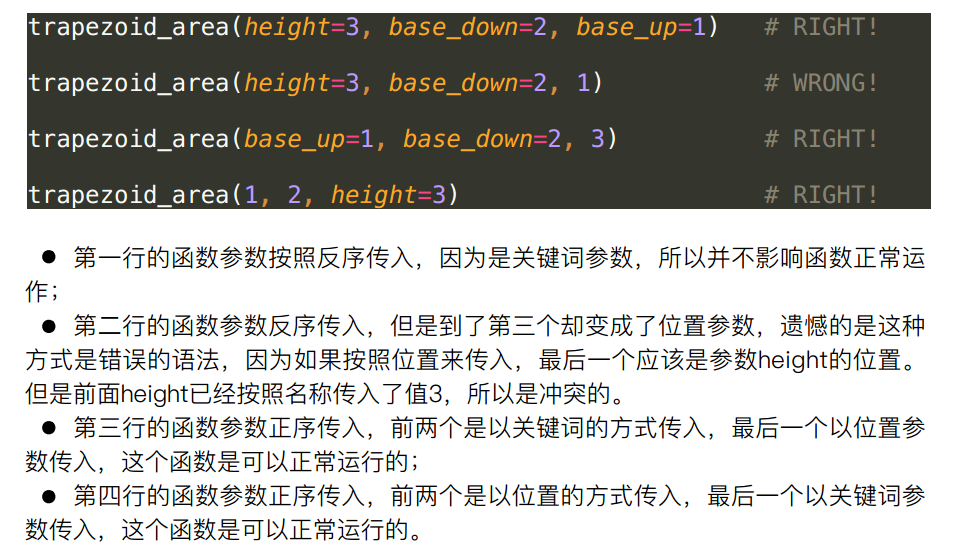 trapezoid_area(height=3, base_down=2, base_up=1)   # RIGHT!
trapezoid_area(height=3, base_down=2, 1)           # WRONG!
trapezoid_area(base_up=1, base_down=2, 3)          # RIGHT!
trapezoid_area(1, 2, height=3)                     # RIGHT!
● 第一行的函数参数按照反序传入，因为是关键词参数，所以并不影响函数正常运
作；
● 第二行的函数参数反序传入，但是到了第三个却变成了位置参数，遗憾的是这种
方式是错误的语法，因为如果按照位置来传入，最后一个应该是参数height的位置。
但是前面height已经按照名称传入了值3，所以是冲突的。
● 第三行的函数参数正序传入，前两个是以关键词的方式传入，最后一个以位置参
数传入，这个函数是可以正常运行的；
● 第四行的函数参数正序传入，前两个是以位置的方式传入，最后一个以关键词参
数传入，这个函数是可以正常运行的。